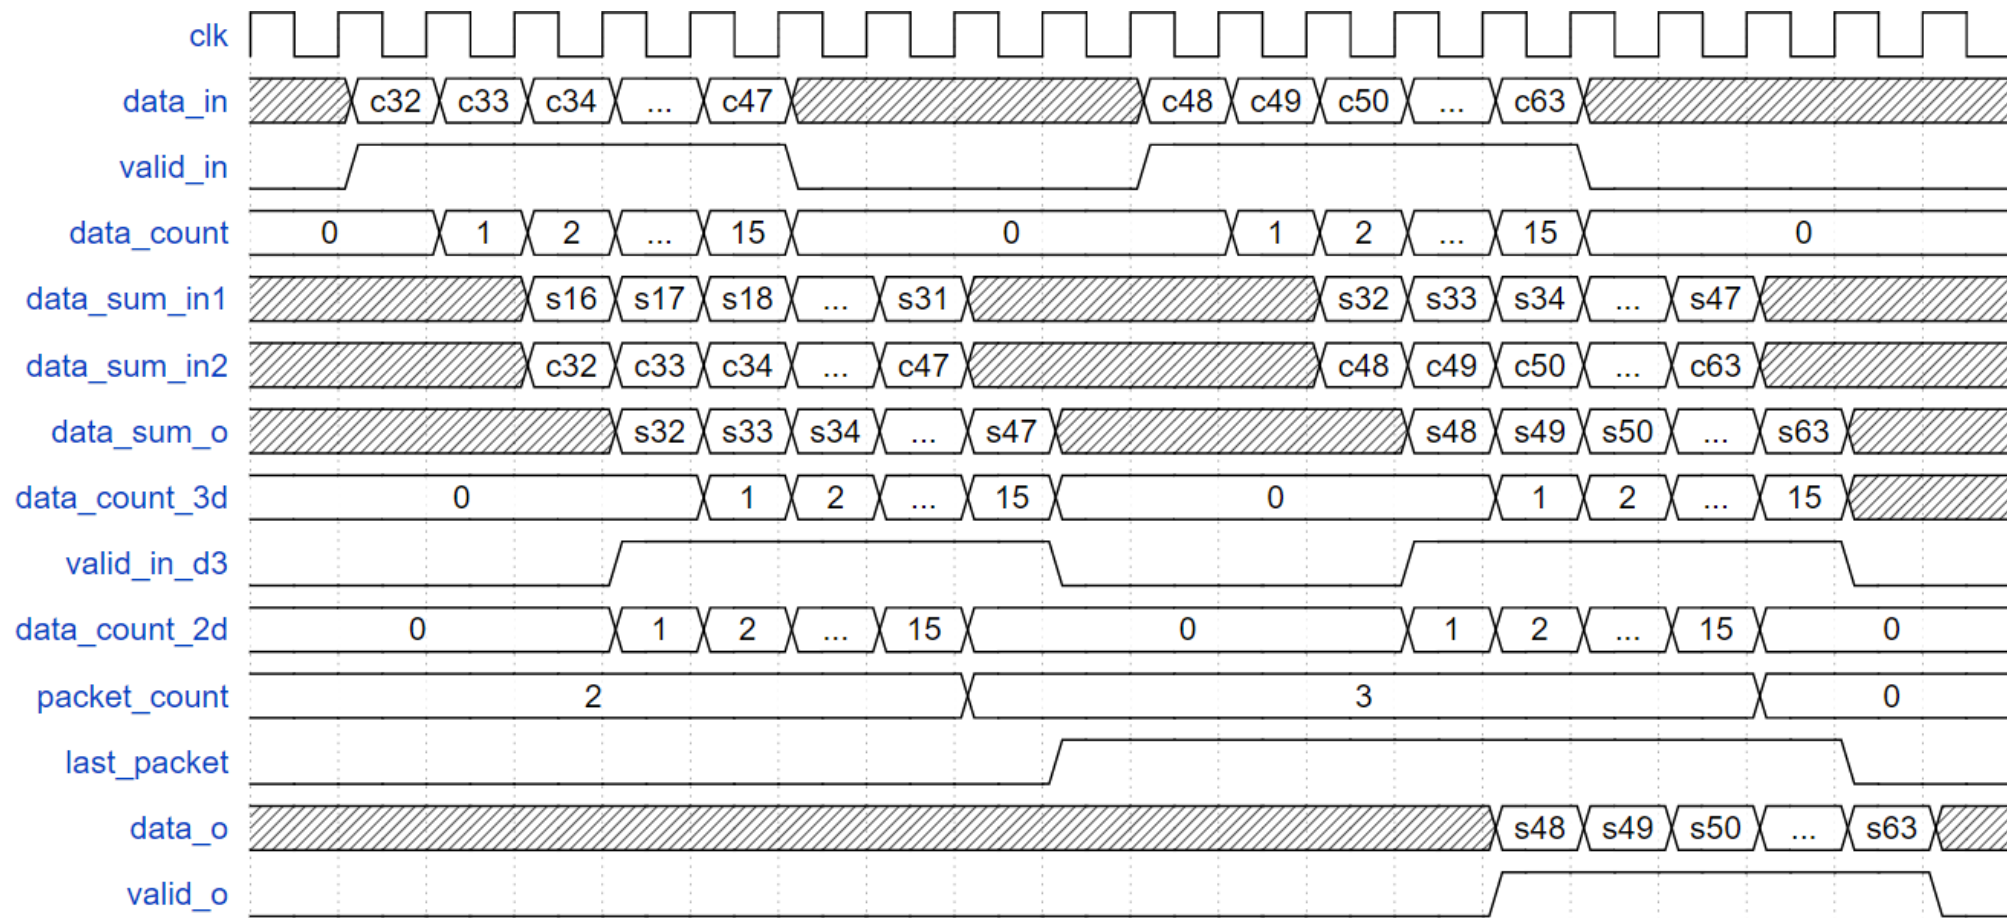 clk
data_in c32 c33 c34 ... c47 c48 c49 c50 ... c63
valid_in
data_count 0 1 2 ... 15 0 1 2 ... 15 0
data_sum_in1 s16 s17 s18 ... s31 s32 s33 s34 ... s47
data_sum_in2 c32 c33 c34 ... c47 c48 c49 c50 ... c63
data_sum_o s32 s33 s34 ... s47 s48 s49 s50 ... s63
data_count_3d 0 1 2 ... 15 0 1 2 ... 15
valid_in_d3
data_count_2d 0 1 2 ... 15 0 1 2 ... 15 0
packet_count 2 3 0
last_packet
data_o s48 s49 s50 ... s63
valid_o